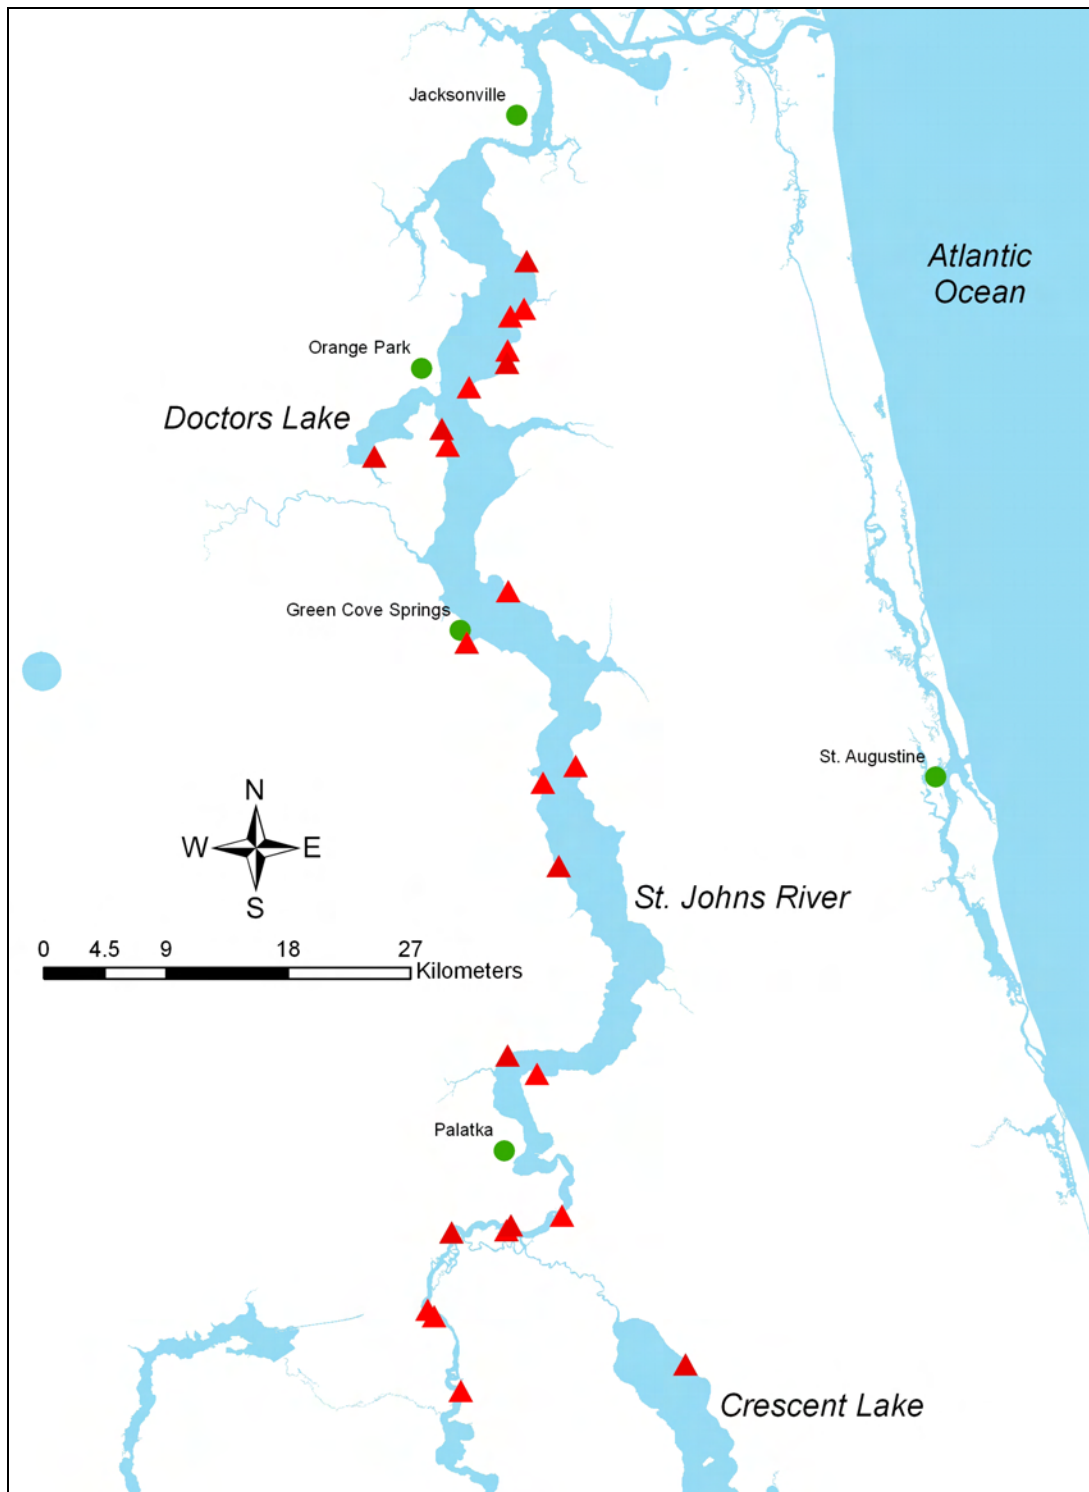 Jacksonville
Atlantic
Ocean
Orange Park
Doctors Lake
Green Cove Springs
St. Augustine
N
W E
S
St. Johns River
0 4.5 9 18 27
Kilometers
Palatka
Crescent Lake